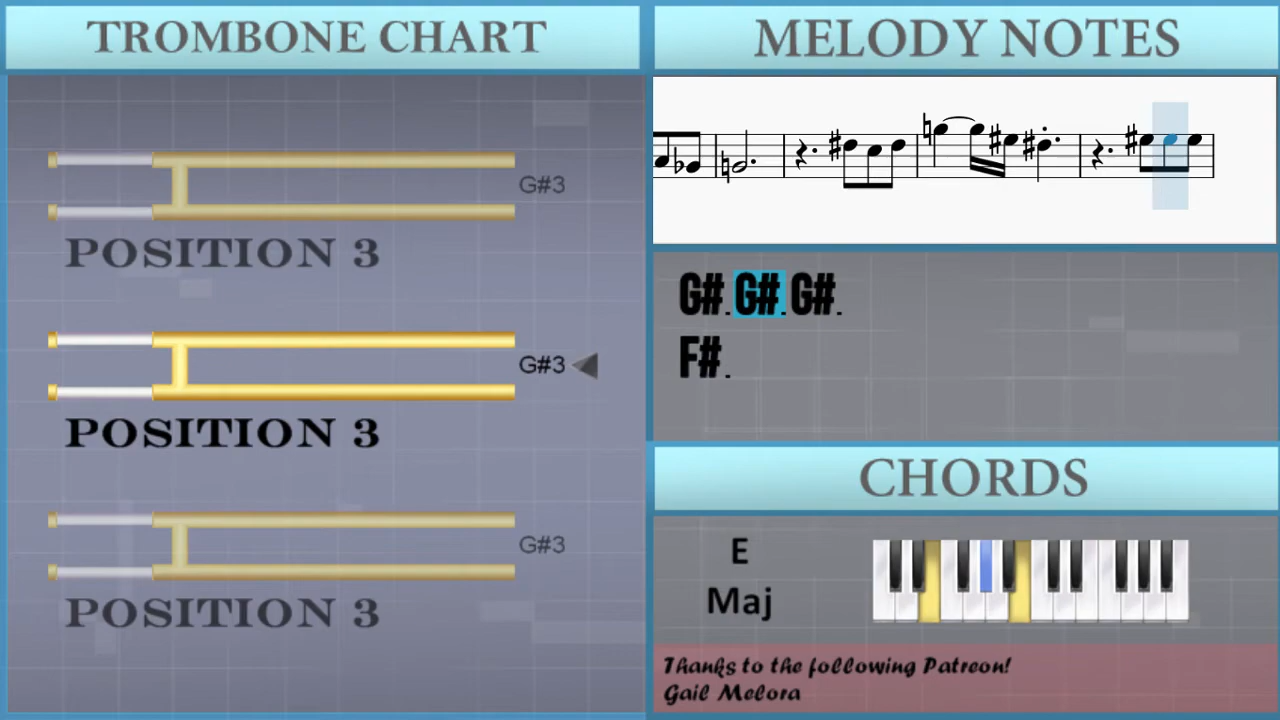 TROMBONE CHART
G#3
POSITION 3
G#3
POSITION 3
G#3
POSITION 3
MELODY NOTES
G#. G#. G#.
F#.
CHORDS
E
Maj
Thanks to the following Patreon!
Gail Melora